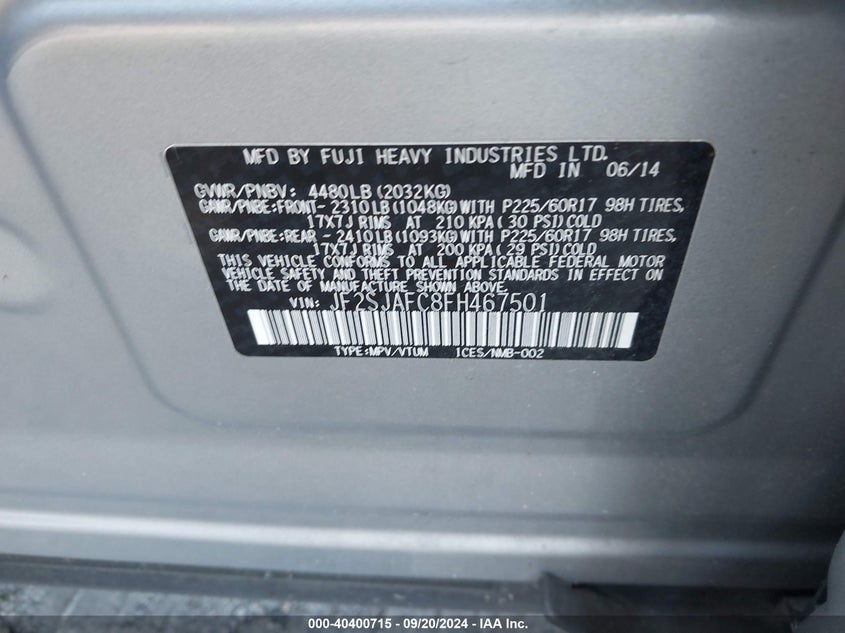 MFD BY FUJI HEAVY INDUSTRIES LTD.
MFD IN 06/14
GVWR/PNBV: 4480LB(2032KG)
GAWR/PNBE:FRONT-2310LB(1048KG)WITH P225/60R17 98H TIRES,
17X7J RIMS AT 210 KPA(30 PSI)COLD
GAWR/PNBE:REAR -2410LB(1093KG)WITH P225/60R17 98H TIRES,
17X7J RIMS AT 200 KPA(29 PSI)COLD
THIS VEHICLE CONFORMS TO ALL APPLICABLE FEDERAL MOTOR
VEHICLE SAFETY AND THEFT PREVENTION STANDARDS IN EFFECT ON
THE DATE OF MANUFACTURE SHOWN ABOVE.
VIN: JF2SJAFC8FH467501
TYPE:MPV/VTUM ICES/NMB-002
000-40400715 - 09/20/2024 - IAA Inc.